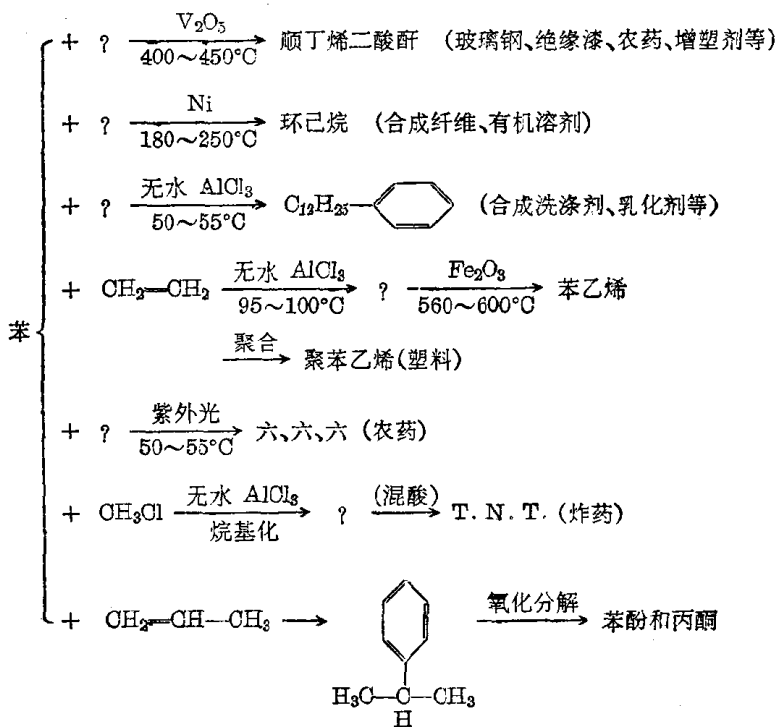 + ? V₂O₅ 400~450°C → 顺丁烯二酸酐 (玻璃钢、绝缘漆、农药、增塑剂等)
+ ? Ni 180~250°C → 环己烷 (合成纤维、有机溶剂)
+ ? 无水 AlCl₃ 50~55°C → C₁₂H₂₅— (合成洗涤剂、乳化剂等)
+ CH₂=CH₂ 无水 AlCl₃ 95~100°C → ? Fe₂O₃ 560~600°C → 苯乙烯
苯
聚合 → 聚苯乙烯(塑料)
+ ? 紫外光 50~55°C → 六、六、六 (农药)
+ CH₃Cl 无水 AlCl₃ 烷基化 → ? (混酸) → T. N. T. (炸药)
+ CH₂=CH—CH₃ → 氧化分解 → 苯酚和丙酮
H₃C—C—CH₃
H